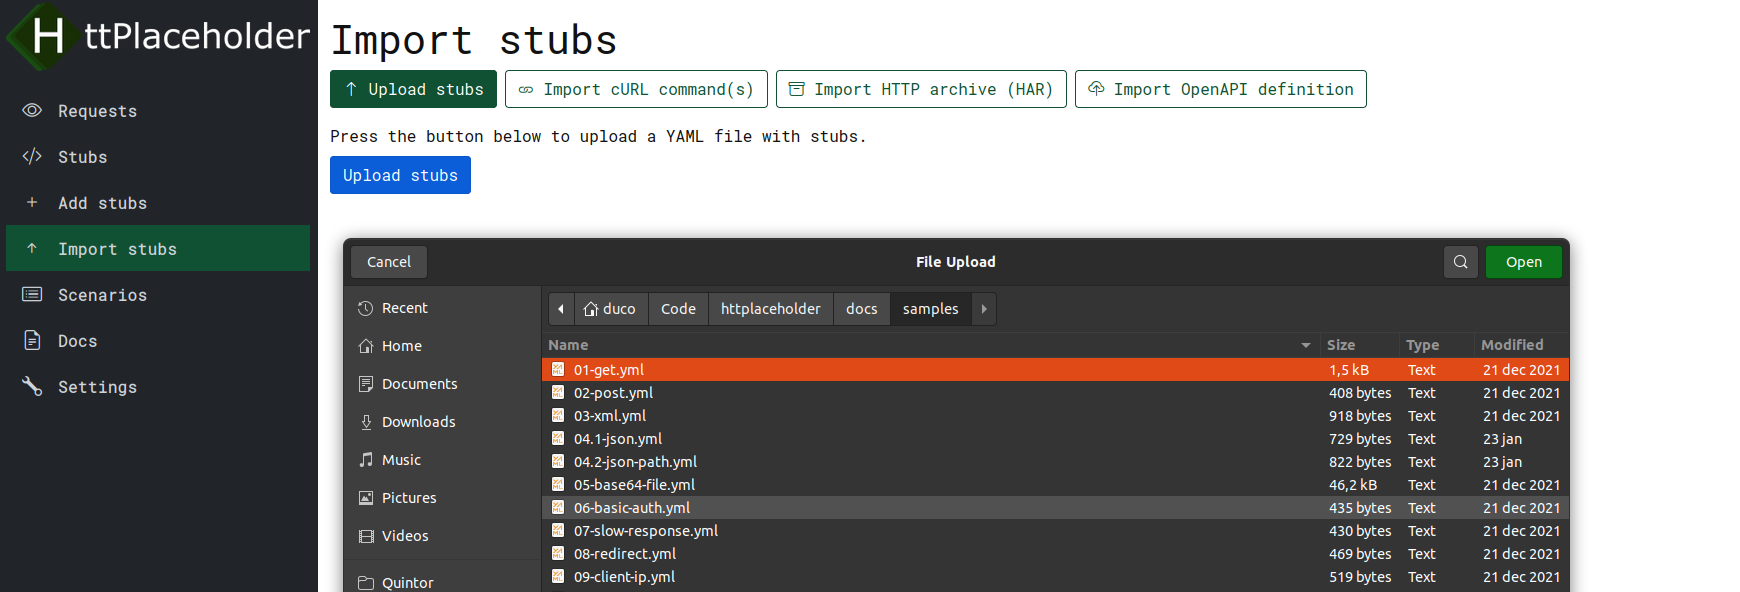 HttPlaceholder
Requests
Stubs
Add stubs
Import stubs
Scenarios
Docs
Settings
Import stubs
Upload stubs Import cURL command(s) Import HTTP archive (HAR) Import OpenAPI definition
Press the button below to upload a YAML file with stubs.
Upload stubs
Cancel File Upload Open
Recent
Home
Documents
Downloads
Music
Pictures
Videos
Quintor
duco Code httplaceholder docs samples
Name Size Type Modified
01-get.yml 1,5 kB Text 21 dec 2021
02-post.yml 408 bytes Text 21 dec 2021
03-xml.yml 918 bytes Text 21 dec 2021
04.1-json.yml 729 bytes Text 23 jan
04.2-json-path.yml 822 bytes Text 23 jan
05-base64-file.yml 46,2 kB Text 21 dec 2021
06-basic-auth.yml 435 bytes Text 21 dec 2021
07-slow-response.yml 430 bytes Text 21 dec 2021
08-redirect.yml 469 bytes Text 21 dec 2021
09-client-ip.yml 519 bytes Text 21 dec 2021